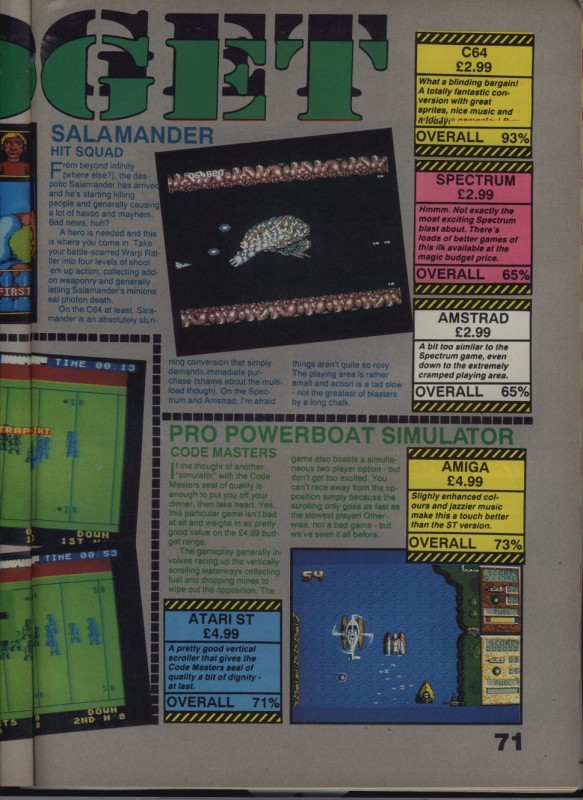 DGET
SALAMANDER
HIT SQUAD
From beyond infinity
(where else?), the des-
potic Salamander has arrived
and he's starting killing
people and generally causing
a lot of havoc and mayhem.
Bad news, huh?
A hero is needed and this
is where you come in. Take
your battle-scarred Warp Rat-
tler into four levels of shoot
'em up action, collecting add-
on weaponry and generally
letting Salamander's minions
eat photon death.
On the C64 at least, Sala-
mander is an absolutely stun-
ning conversion that simply
demands immediate pur-
chase (shame about the multi-
load though). On the Spec-
trum and Amstrad, I'm afraid
things aren't quite so rosy.
The playing area is rather
small and action is a tad slow
- not the greatest of blasters
by a long chalk.
C64
£2.99
What a blinding bargain!
A totally fantastic con-
version with great
sprites, nice music and
OVERALL 93%
SPECTRUM
£2.99
Hmmm. Not exactly the
most exciting Spectrum
blast about. There's
loads of better games of
this ilk available at the
magic budget price.
OVERALL 65%
AMSTRAD
£2.99
A bit too similar to the
Spectrum game, even
down to the extremely
cramped playing area.
OVERALL 65%
FIRST
TIME 00:13
DOWN
1ST
TIME 00:53
DOWN
2ND
PRO POWERBOAT SIMULATOR
CODE MASTERS
If the thought of another
"simulator" with the Code
Masters seal of quality is
enough to put you off your
dinner, then take heart. Yes,
this particular game isn't bad
at all and weighs in as pretty
good value on the £4.99 bud-
get range.
The gameplay generally in-
volves racing up the vertically
scrolling waterways collecting
fuel and dropping mines to
wipe out the opposition. The
game also boasts a simulta-
neous two player option - but
don't get too excited. You
can't race away from the op-
position simply because the
scrolling only goes as fast as
the slowest player! Other-
wise, not a bad game - but
we've seen it all before.
AMIGA
£4.99
Slighly enhanced col-
ours and jazzier music
make this a touch better
than the ST version.
OVERALL 73%
ATARI ST
£4.99
A pretty good vertical
scroller that gives the
Code Masters seal of
quality a bit of dignity -
at last.
OVERALL 71%
54
FUEL
FUEL
71